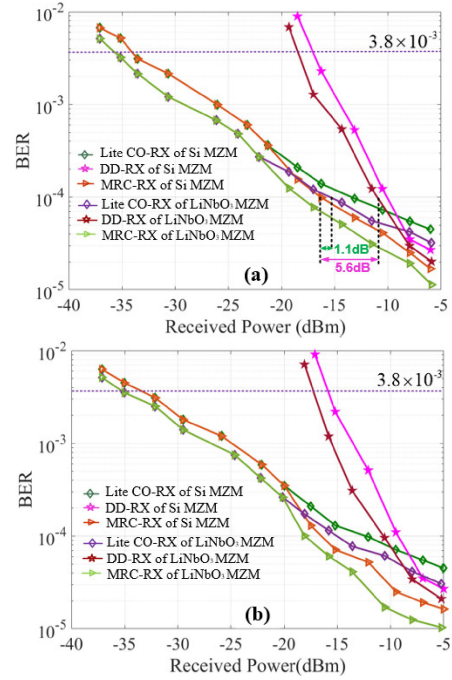 10⁻²
3.8×10⁻³
10⁻³
BER
Lite CO-RX of Si MZM
DD-RX of Si MZM
MRC-RX of Si MZM
Lite CO-RX of LiNbO₃ MZM
DD-RX of LiNbO₃ MZM
MRC-RX of LiNbO₃ MZM
10⁻⁴
1.1dB
5.6dB
(a)
10⁻⁵
-40 -35 -30 -25 -20 -15 -10 -5
Received Power (dBm)
10⁻²
3.8×10⁻³
10⁻³
BER
Lite CO-RX of Si MZM
DD-RX of Si MZM
MRC-RX of Si MZM
Lite CO-RX of LiNbO₃ MZM
DD-RX of LiNbO₃ MZM
MRC-RX of LiNbO₃ MZM
10⁻⁴
(b)
10⁻⁵
-40 -35 -30 -25 -20 -15 -10 -5
Received Power(dBm)